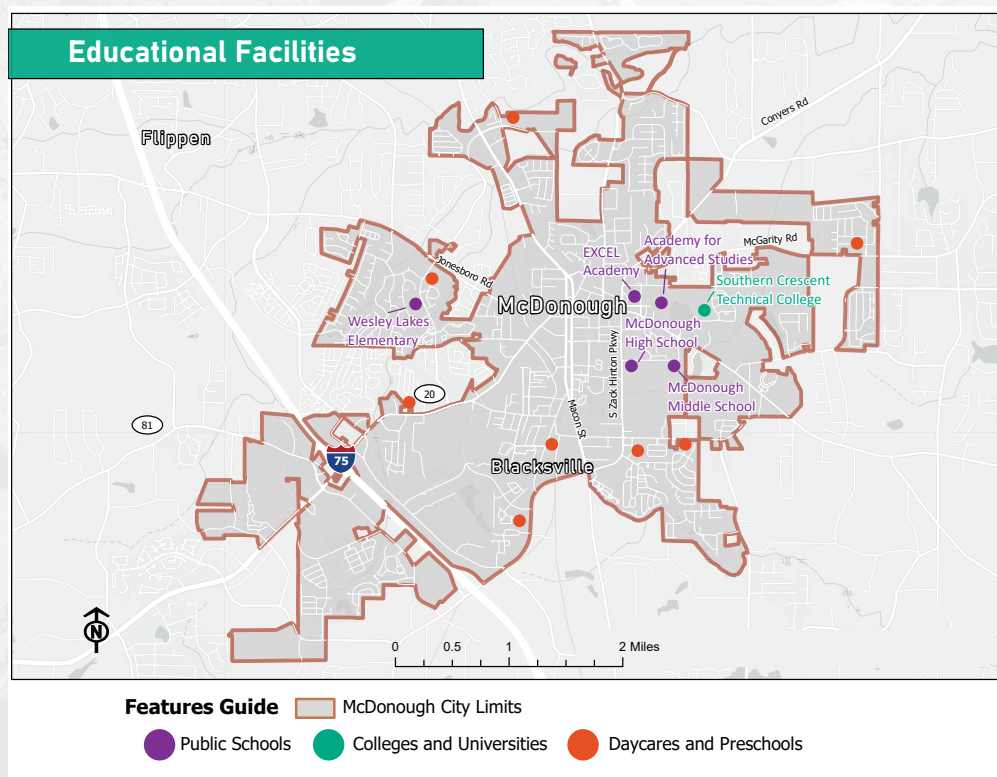 Educational Facilities
Conyers Rd
Flippen
McGarity Rd
EXCEL
Academy
Academy for
Advanced Studies
Jonesboro Rd
Southern Crescent
Technical College
McDonough
Wesley Lakes
Elementary
McDonough
High School
S Zack Hinton Pkwy
McDonough
Middle School
20
Macon St
81
75
Blacksville
N
0 0.5 1 2 Miles
Features Guide McDonough City Limits
Public Schools Colleges and Universities Daycares and Preschools